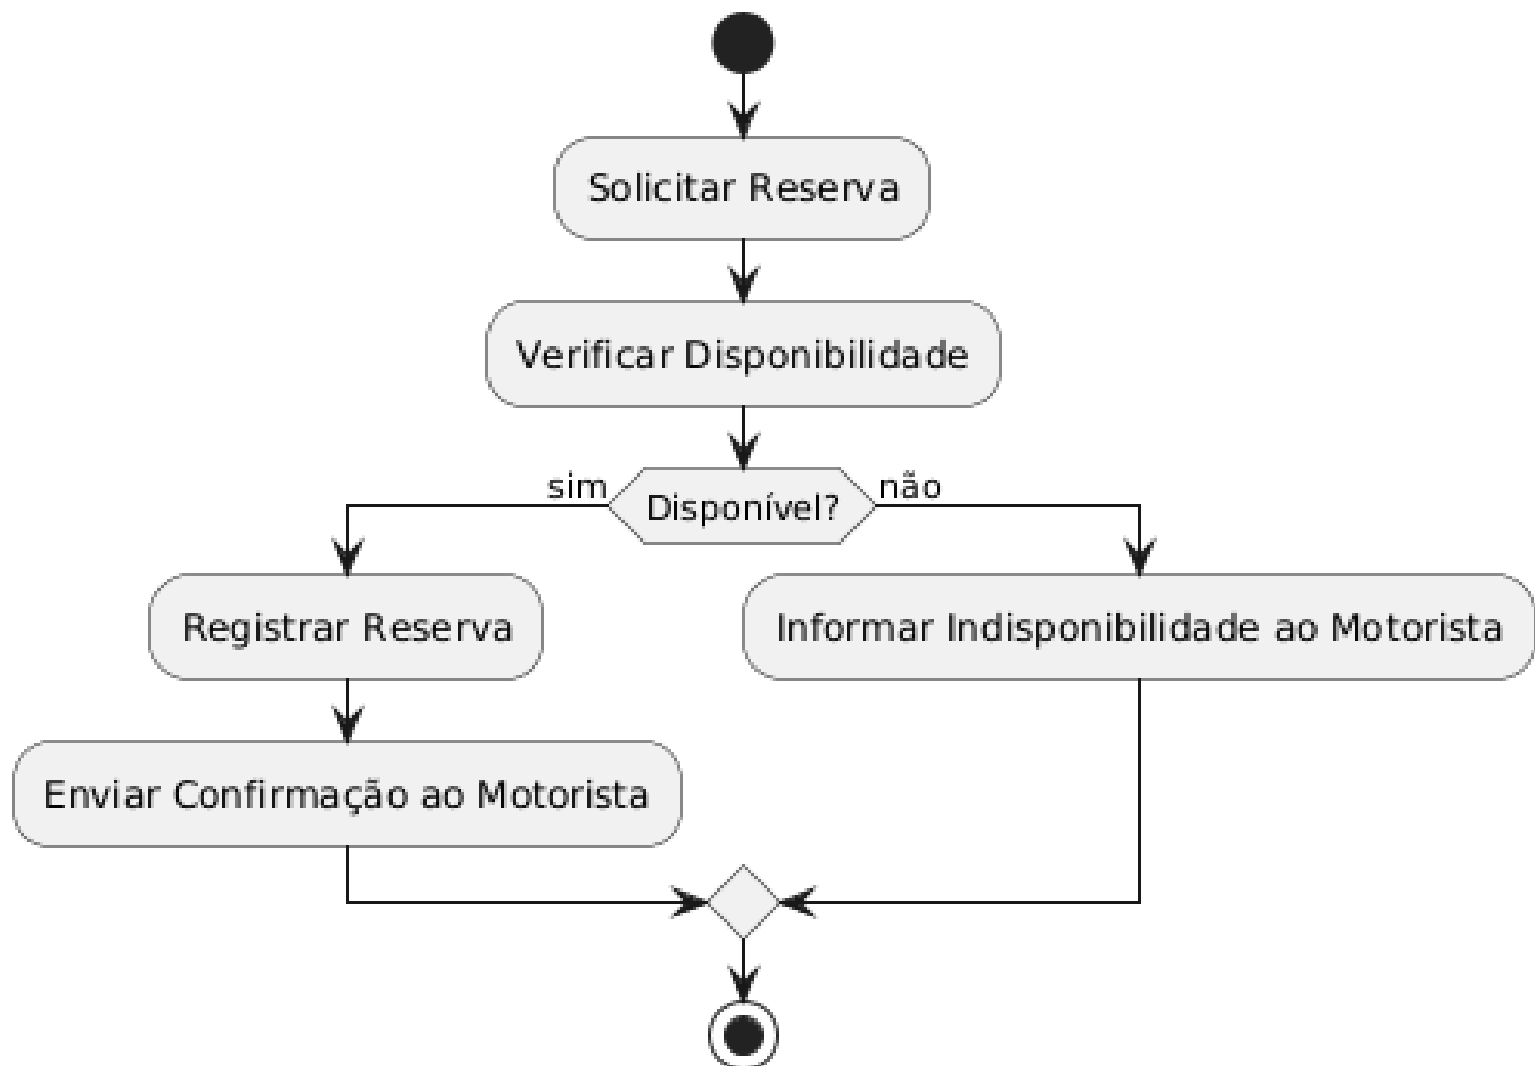 Solicitar Reserva
Verificar Disponibilidade
sim
Disponível?
não
Registrar Reserva
Informar Indisponibilidade ao Motorista
Enviar Confirmação ao Motorista